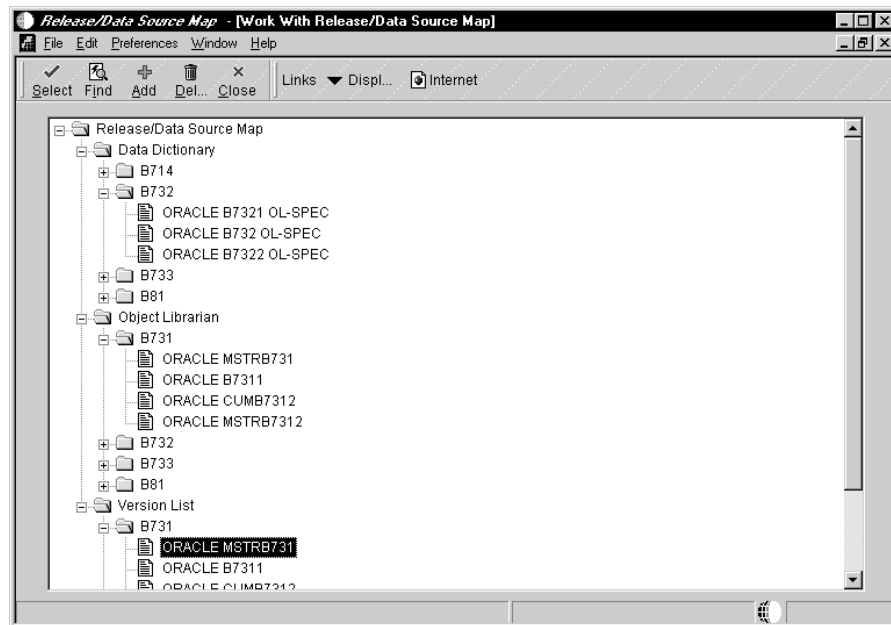 Release/Data Source Map - [Work With Release/Data Source Map]
File Edit Preferences Window Help
Select Find Add Del... Close Links Displ... Internet
Release/Data Source Map
Data Dictionary
B714
B732
ORACLE B7321 OL-SPEC
ORACLE B732 OL-SPEC
ORACLE B7322 OL-SPEC
B733
B81
Object Librarian
B731
ORACLE MSTRB731
ORACLE B7311
ORACLE CUMB7312
ORACLE MSTRB7312
B732
B733
B81
Version List
B731
ORACLE MSTRB731
ORACLE B7311
ORACLE CUMB7312